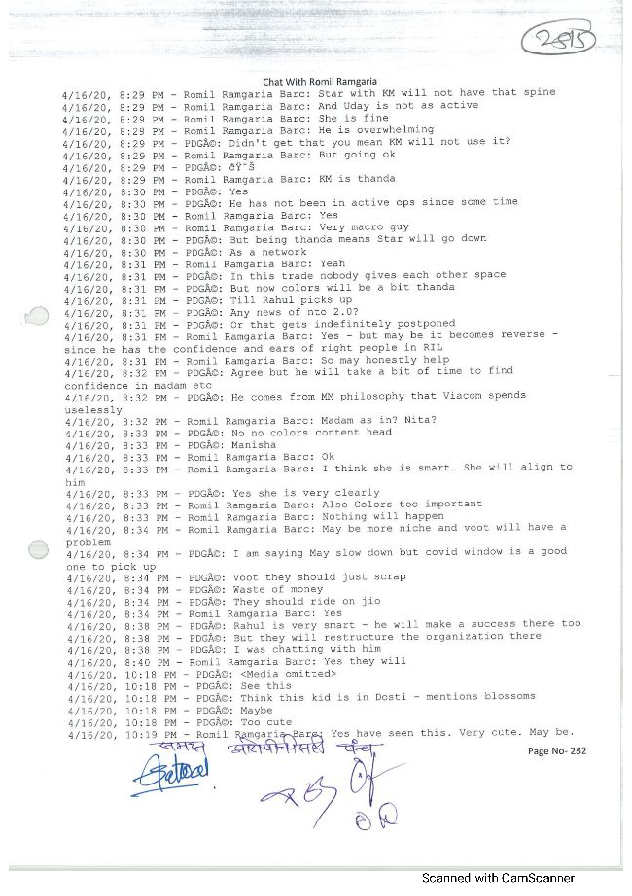 2815
Chat With Romil Ramgaria
4/16/20, 8:29 PM - Romil Ramgaria Barc: Star with KM will not have that spine
4/16/20, 8:29 PM - Romil Ramgaria Barc: And Uday is not as active
4/16/20, 8:29 PM - Romil Ramgaria Barc: She is fine
4/16/20, 8:29 PM - Romil Ramgaria Barc: He is overwhelming
4/16/20, 8:29 PM - PDGÂ©: Didn't get that you mean KM will not use it?
4/16/20, 8:29 PM - Romil Ramgaria Barc: But going ok
4/16/20, 8:29 PM - PDGÂ©: ðŸ˜Š
4/16/20, 8:29 PM - Romil Ramgaria Barc: KM is thanda
4/16/20, 8:30 PM - PDGÂ©: Yes
4/16/20, 8:30 PM - PDGÂ©: He has not been in active ops since some time
4/16/20, 8:30 PM - Romil Ramgaria Barc: Yes
4/16/20, 8:30 PM - Romil Ramgaria Barc: Very macro guy
4/16/20, 8:30 PM - PDGÂ©: But being thanda means Star will go down
4/16/20, 8:30 PM - PDGÂ©: As a network
4/16/20, 8:31 PM - Romil Ramgaria Barc: Yeah
4/16/20, 8:31 PM - PDGÂ©: In this trade nobody gives each other space
4/16/20, 8:31 PM - PDGÂ©: But now colors will be a bit thanda
4/16/20, 8:31 PM - PDGÂ©: Till Rahul picks up
4/16/20, 8:31 PM - PDGÂ©: Any news of nto 2.0?
4/16/20, 8:31 PM - PDGÂ©: Or that gets indefinitely postponed
4/16/20, 8:31 PM - Romil Ramgaria Barc: Yes - but may be it becomes reverse -
since he has the confidence and ears of right people in RIL
4/16/20, 8:31 PM - Romil Ramgaria Barc: So may honestly help
4/16/20, 8:32 PM - PDGÂ©: Agree but he will take a bit of time to find
confidence in madam etc
4/16/20, 8:32 PM - PDGÂ©: He comes from MM philosophy that Viacom spends
uselessly
4/16/20, 8:32 PM - Romil Ramgaria Barc: Madam as in? Nita?
4/16/20, 8:33 PM - PDGÂ©: No no colors content head
4/16/20, 8:33 PM - PDGÂ©: Manisha
4/16/20, 8:33 PM - Romil Ramgaria Barc: Ok
4/16/20, 8:33 PM - Romil Ramgaria Barc: I think she is smart. She will align to
him
4/16/20, 8:33 PM - PDGÂ©: Yes she is very clearly
4/16/20, 8:33 PM - Romil Ramgaria Barc: Also Colors too important
4/16/20, 8:33 PM - Romil Ramgaria Barc: Nothing will happen
4/16/20, 8:34 PM - Romil Ramgaria Barc: May be more niche and voot will have a
problem
4/16/20, 8:34 PM - PDGÂ©: I am saying May slow down but covid window is a good
one to pick up
4/16/20, 8:34 PM - PDGÂ©: voot they should just scrap
4/16/20, 8:34 PM - PDGÂ©: Waste of money
4/16/20, 8:34 PM - PDGÂ©: They should ride on jio
4/16/20, 8:34 PM - Romil Ramgaria Barc: Yes
4/16/20, 8:38 PM - PDGÂ©: Rahul is very smart - he will make a success there too
4/16/20, 8:38 PM - PDGÂ©: But they will restructure the organization there
4/16/20, 8:38 PM - PDGÂ©: I was chatting with him
4/16/20, 8:40 PM - Romil Ramgaria Barc: Yes they will
4/16/20, 10:18 PM - PDGÂ©: <Media omitted>
4/16/20, 10:18 PM - PDGÂ©: See this
4/16/20, 10:18 PM - PDGÂ©: Think this kid is in Dosti - mentions blossoms
4/16/20, 10:18 PM - PDGÂ©: Maybe
4/16/20, 10:18 PM - PDGÂ©: Too cute
4/16/20, 10:19 PM - Romil Ramgaria Barc: Yes have seen this. Very cute. May be.
समक्ष पंच
Page No- 232
Scanned with CamScanner